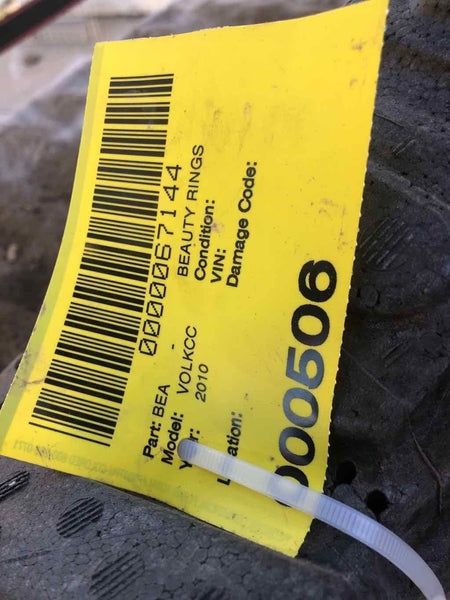 0000067144
Part: BEA - BEAUTY RINGS
Model: VOLKCC Condition:
2010 VIN:
Damage Code:
000506